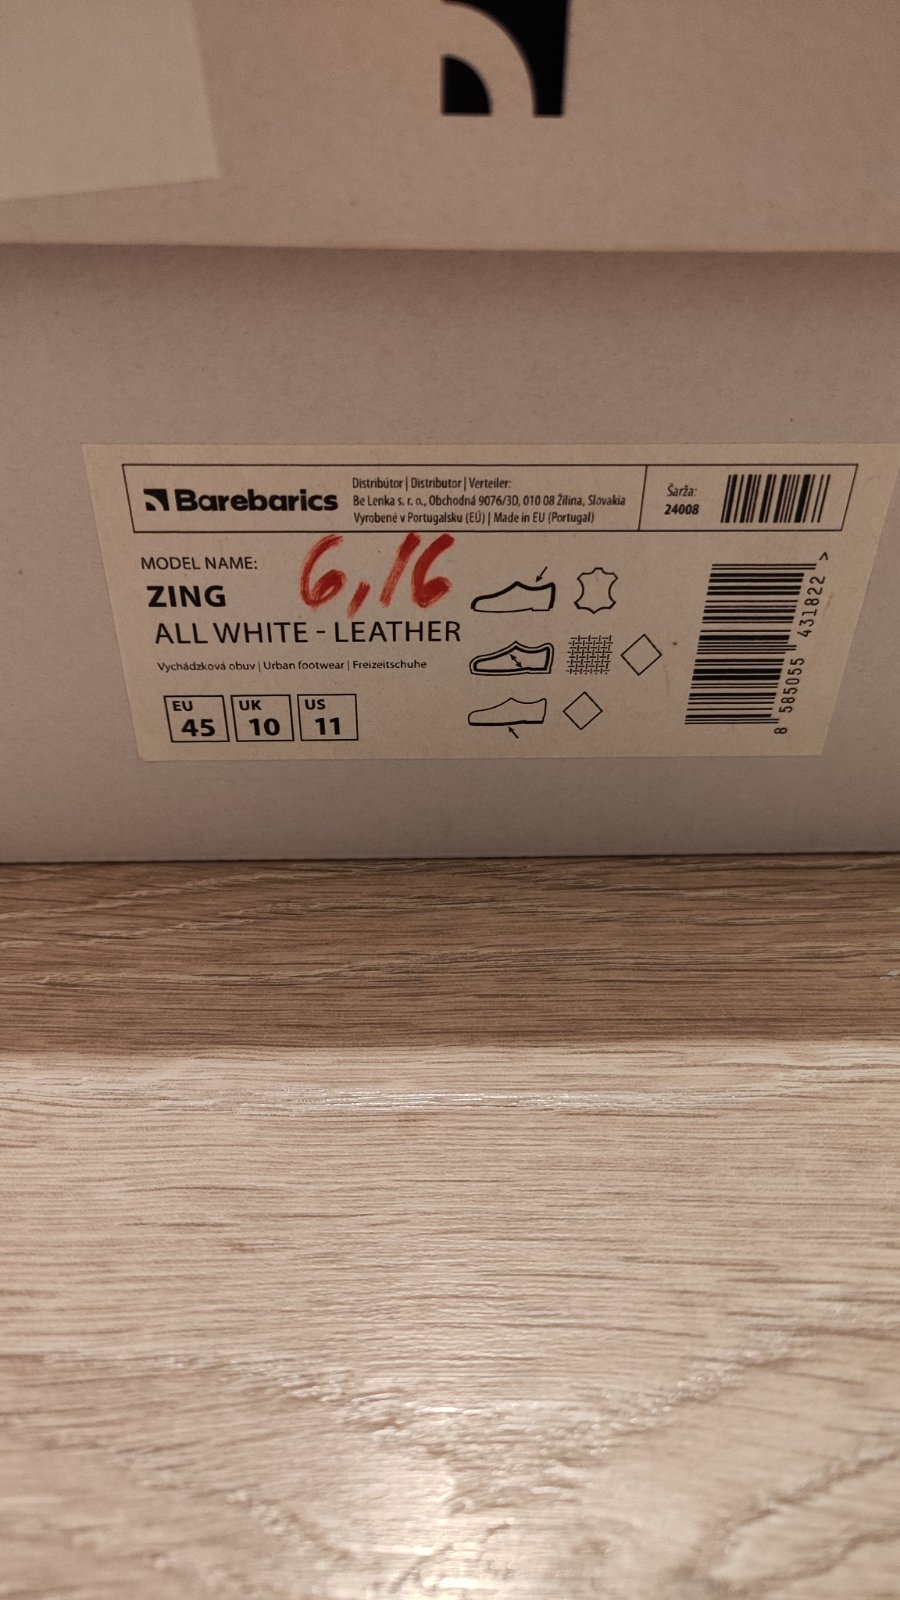 Barebarics
Distribútor | Distributor | Verteiler:
Be Lenka s. r. o., Obchodná 9076/3D, 010 08 Žilina, Slovakia
Vyrobené v Portugalsku (EÚ) | Made in EU (Portugal)
Šarža:
24008
MODEL NAME:
6,16
ZING
ALL WHITE - LEATHER
Vychádzková obuv | Urban footwear | Freizeitschuhe
EU
45
UK
10
US
11
8 585055 431822 >